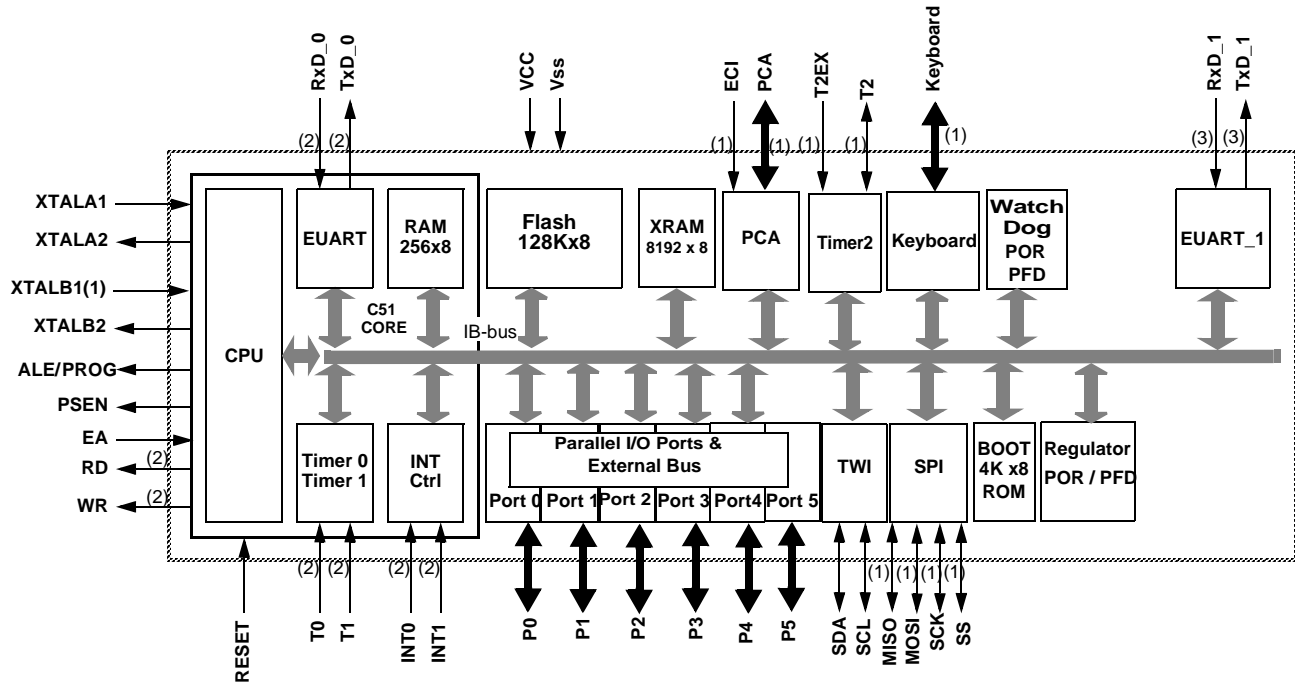 RxD_0
TxD_0
VCC
Vss
ECI
PCA
T2EX
T2
Keyboard
RxD_1
TxD_1
(2)
(2)
(1)
(1)
(1)
(1)
(1)
(3)
(3)
XTALA1
XTALA2
XTALB1(1)
XTALB2
ALE/PROG
PSEN
EA
RD
(2)
WR
(2)
CPU
EUART
RAM
256x8
C51
CORE
IB-bus
Flash
128Kx8
XRAM
8192 x 8
PCA
Timer2
Keyboard
Watch
Dog
POR
PFD
EUART_1
Timer 0
Timer 1
INT
Ctrl
Parallel I/O Ports &
External Bus
Port 0
Port 1
Port 2
Port 3
Port4
Port 5
TWI
SPI
BOOT
4K x8
ROM
Regulator
POR / PFD
(2)
(2)
(2)
(2)
(1)
(1)
(1)
(1)
RESET
T0
T1
INT0
INT1
P0
P1
P2
P3
P4
P5
SDA
SCL
MISO
MOSI
SCK
SS